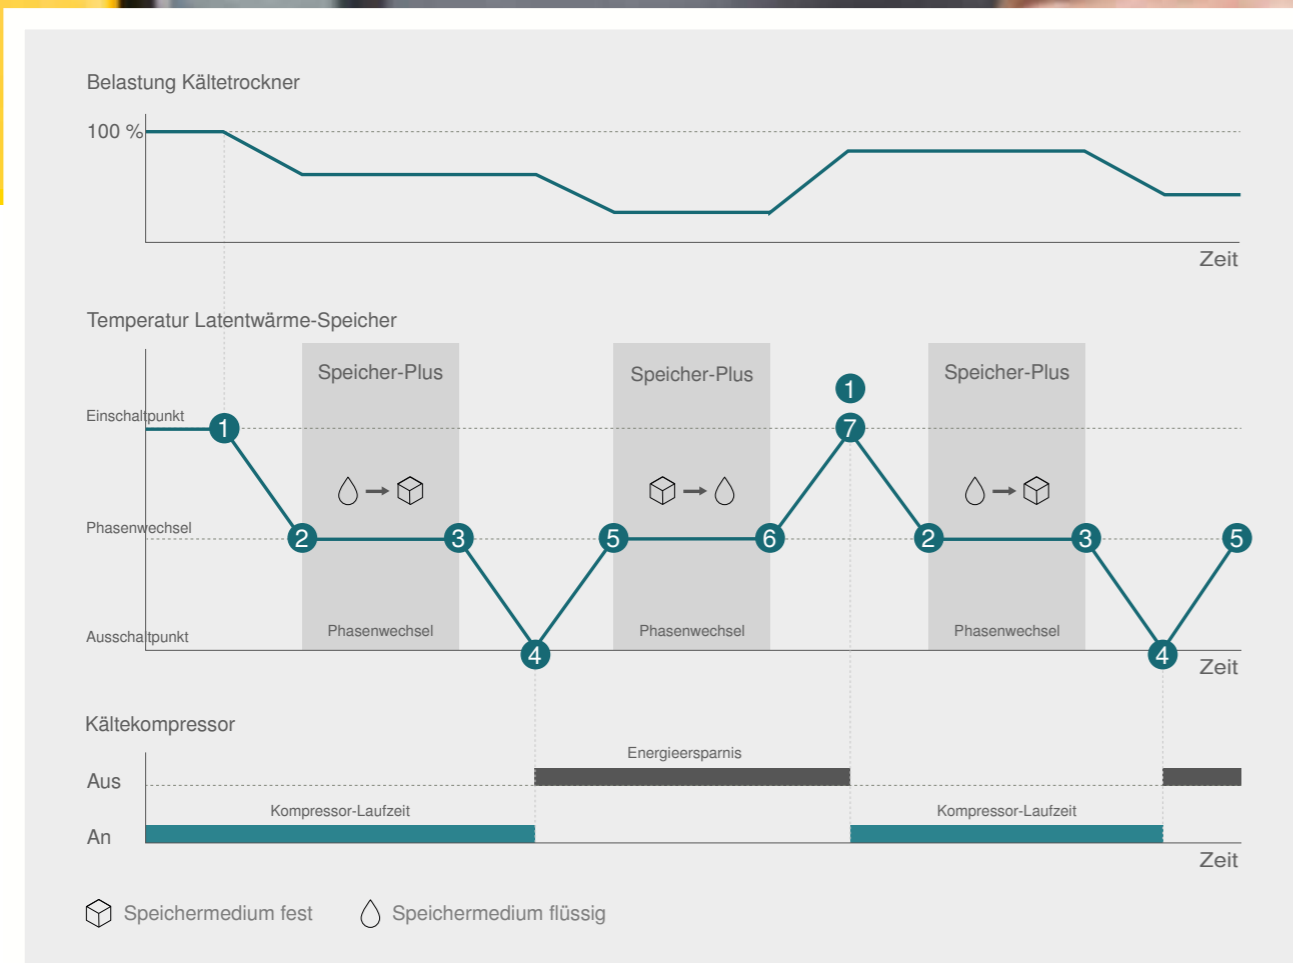 Belastung Kältetrockner
100 %
Zeit
Temperatur Latentwärme-Speicher
Speicher-Plus
Speicher-Plus
Speicher-Plus
1
Einschaltpunkt
1
7
Phasenwechsel
2
3
5
6
2
3
5
Ausschaltpunkt
Phasenwechsel
Phasenwechsel
Phasenwechsel
4
4
Zeit
Kältekompressor
Energieersparnis
Aus
Kompressor-Laufzeit
Kompressor-Laufzeit
An
Zeit
Speichermedium fest
Speichermedium flüssig